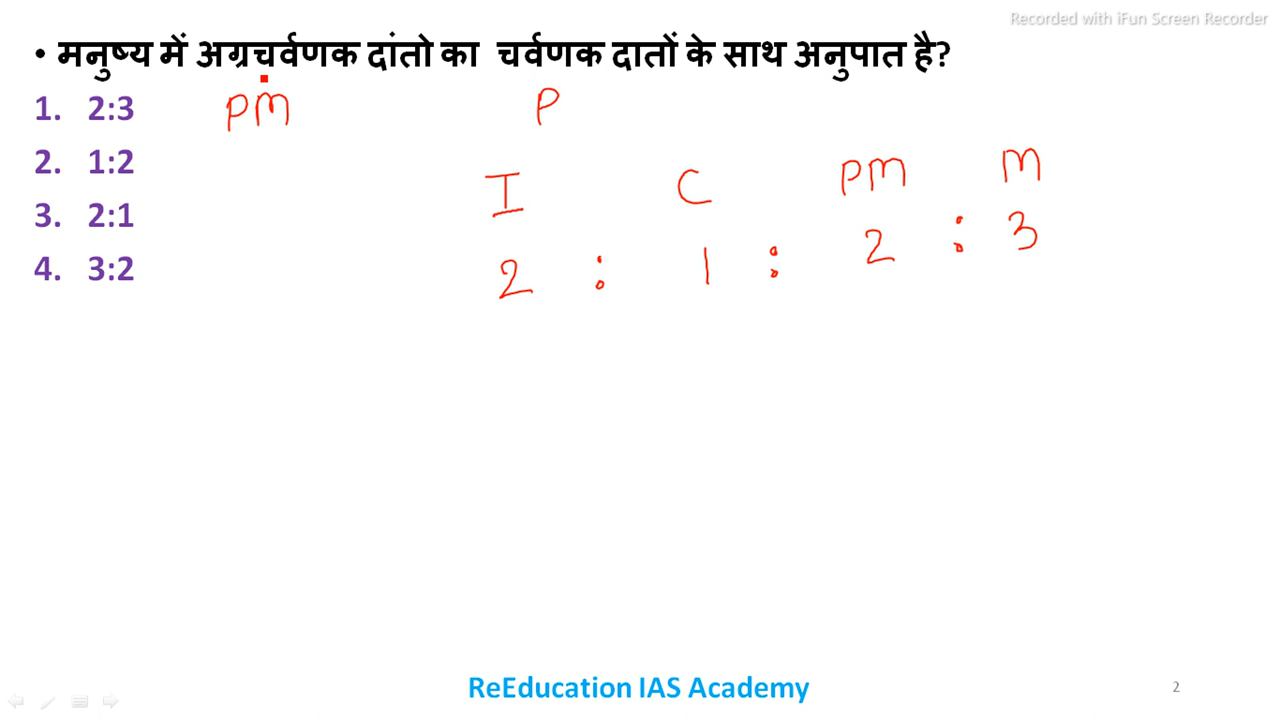 Recorded with iFun Screen Recorder
• मनुष्य में अग्रचर्वणक दांतो का चर्वणक दातों के साथ अनुपात है?
1. 2:3
PM P
2. 1:2
I C PM M
3. 2:1
2 : 1 : 2 : 3
4. 3:2
ReEducation IAS Academy
2